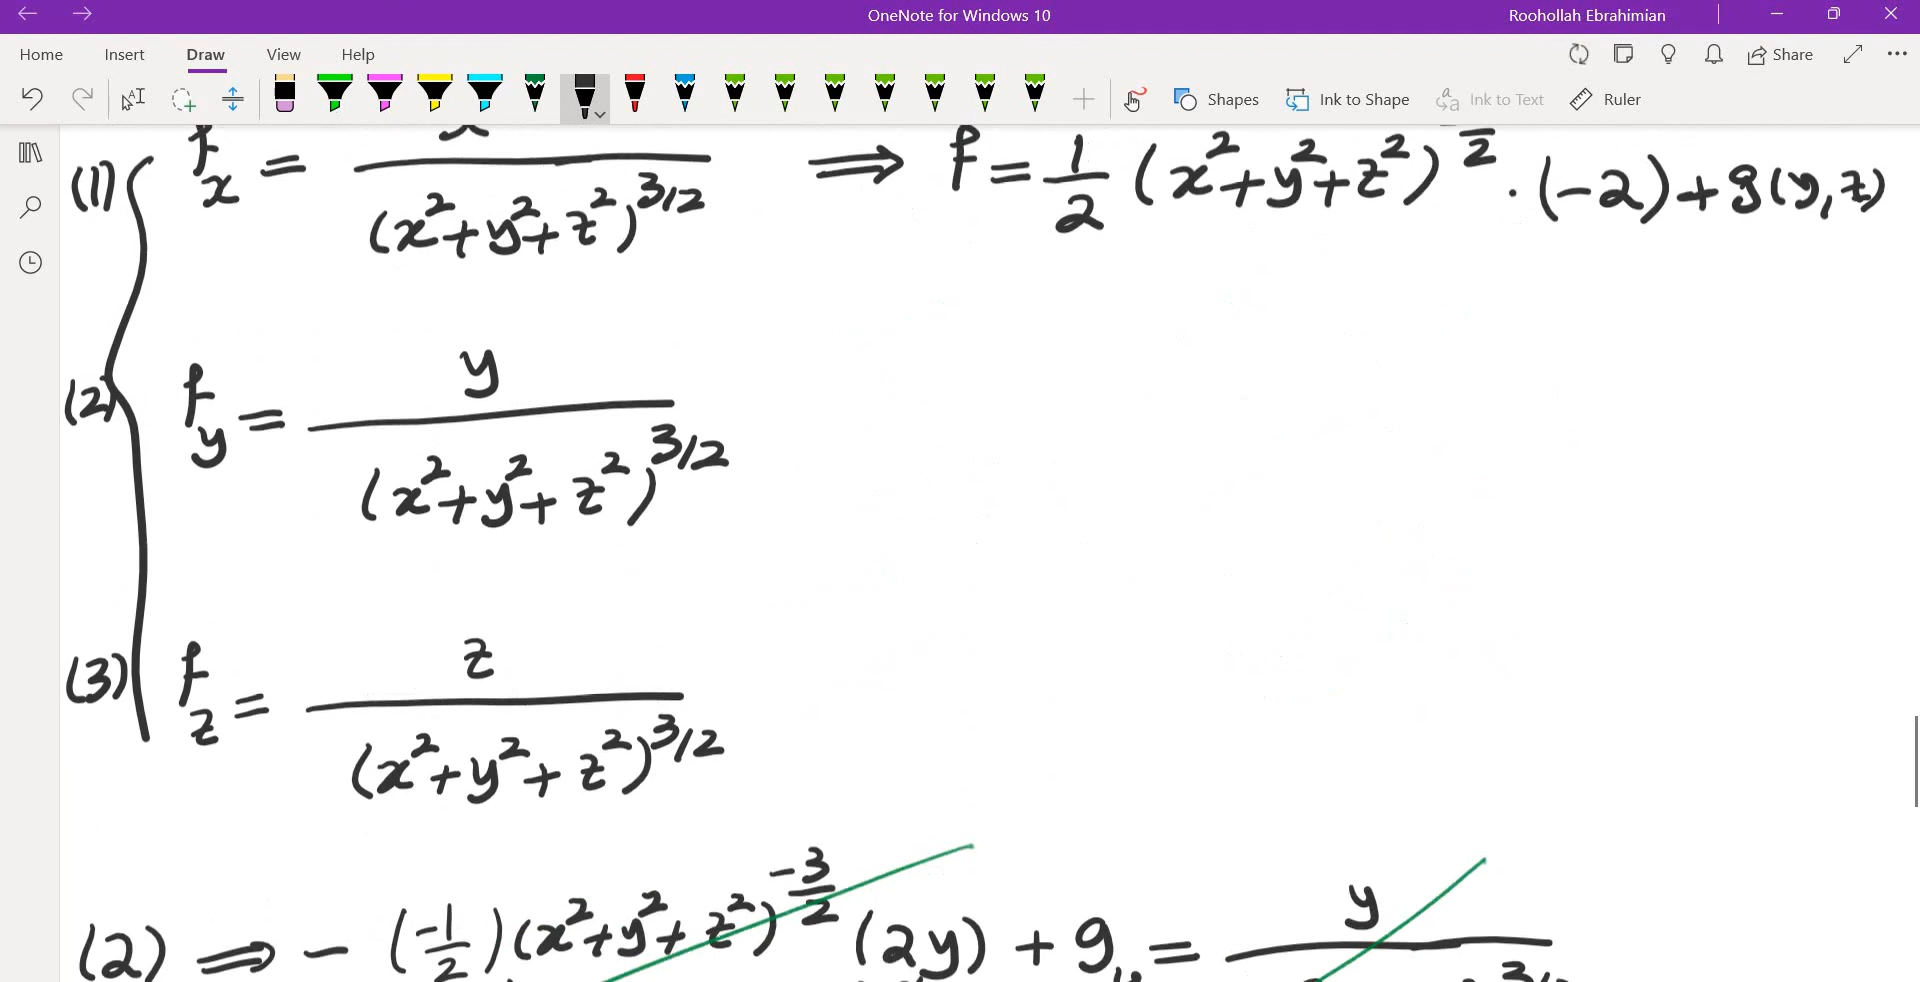 OneNote for Windows 10 Roohollah Ebrahimian
Home Insert Draw View Help Share
Shapes Ink to Shape Ink to Text Ruler
(1) f_x = x / (x²+y²+z²)^3/2 ⟹ f = 1/2 (x²+y²+z²)^‾2 · (-2) + g(y,z)
(2) f_y = y / (x²+y²+z²)^3/2
(3) f_z = z / (x²+y²+z²)^3/2
(2) ⟹ - (-1/2)(x²+y²+z²)^-3/2 (2y) + g_y = y /